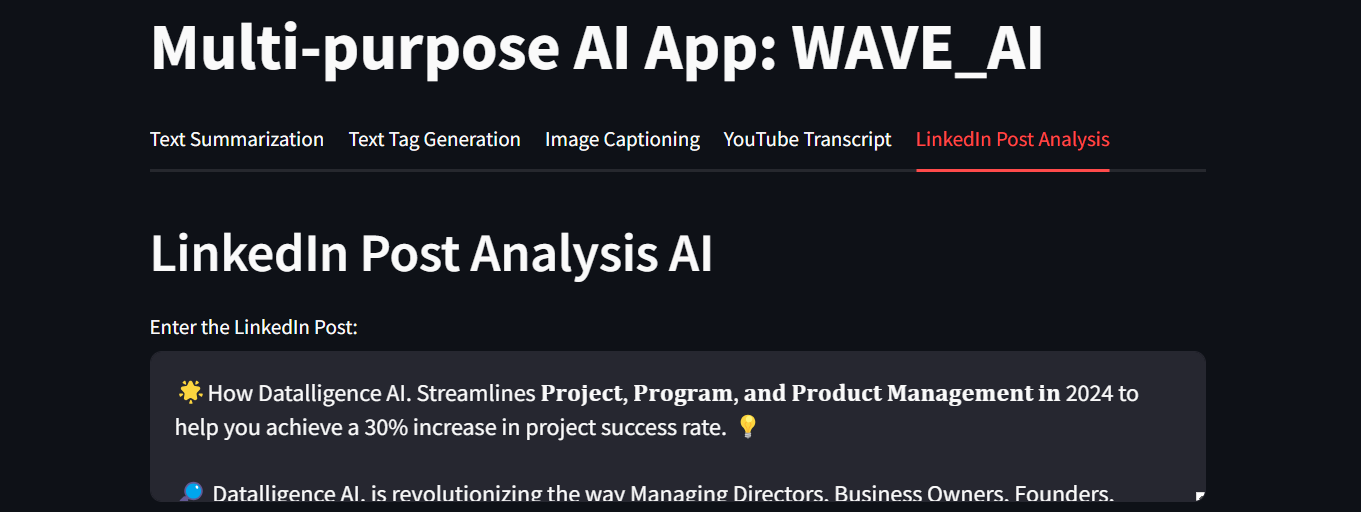 Multi-purpose AI App: WAVE_AI
Text Summarization Text Tag Generation Image Captioning YouTube Transcript LinkedIn Post Analysis
LinkedIn Post Analysis AI
Enter the LinkedIn Post:
🌟 How Datalligence AI. Streamlines 𝐏𝐫𝐨𝐣𝐞𝐜𝐭, 𝐏𝐫𝐨𝐠𝐫𝐚𝐦, 𝐚𝐧𝐝 𝐏𝐫𝐨𝐝𝐮𝐜𝐭 𝐌𝐚𝐧𝐚𝐠𝐞𝐦𝐞𝐧𝐭 𝐢𝐧 2024 to
help you achieve a 30% increase in project success rate. 💡
🔎 Datalligence AI. is revolutionizing the way Managing Directors, Business Owners, Founders,